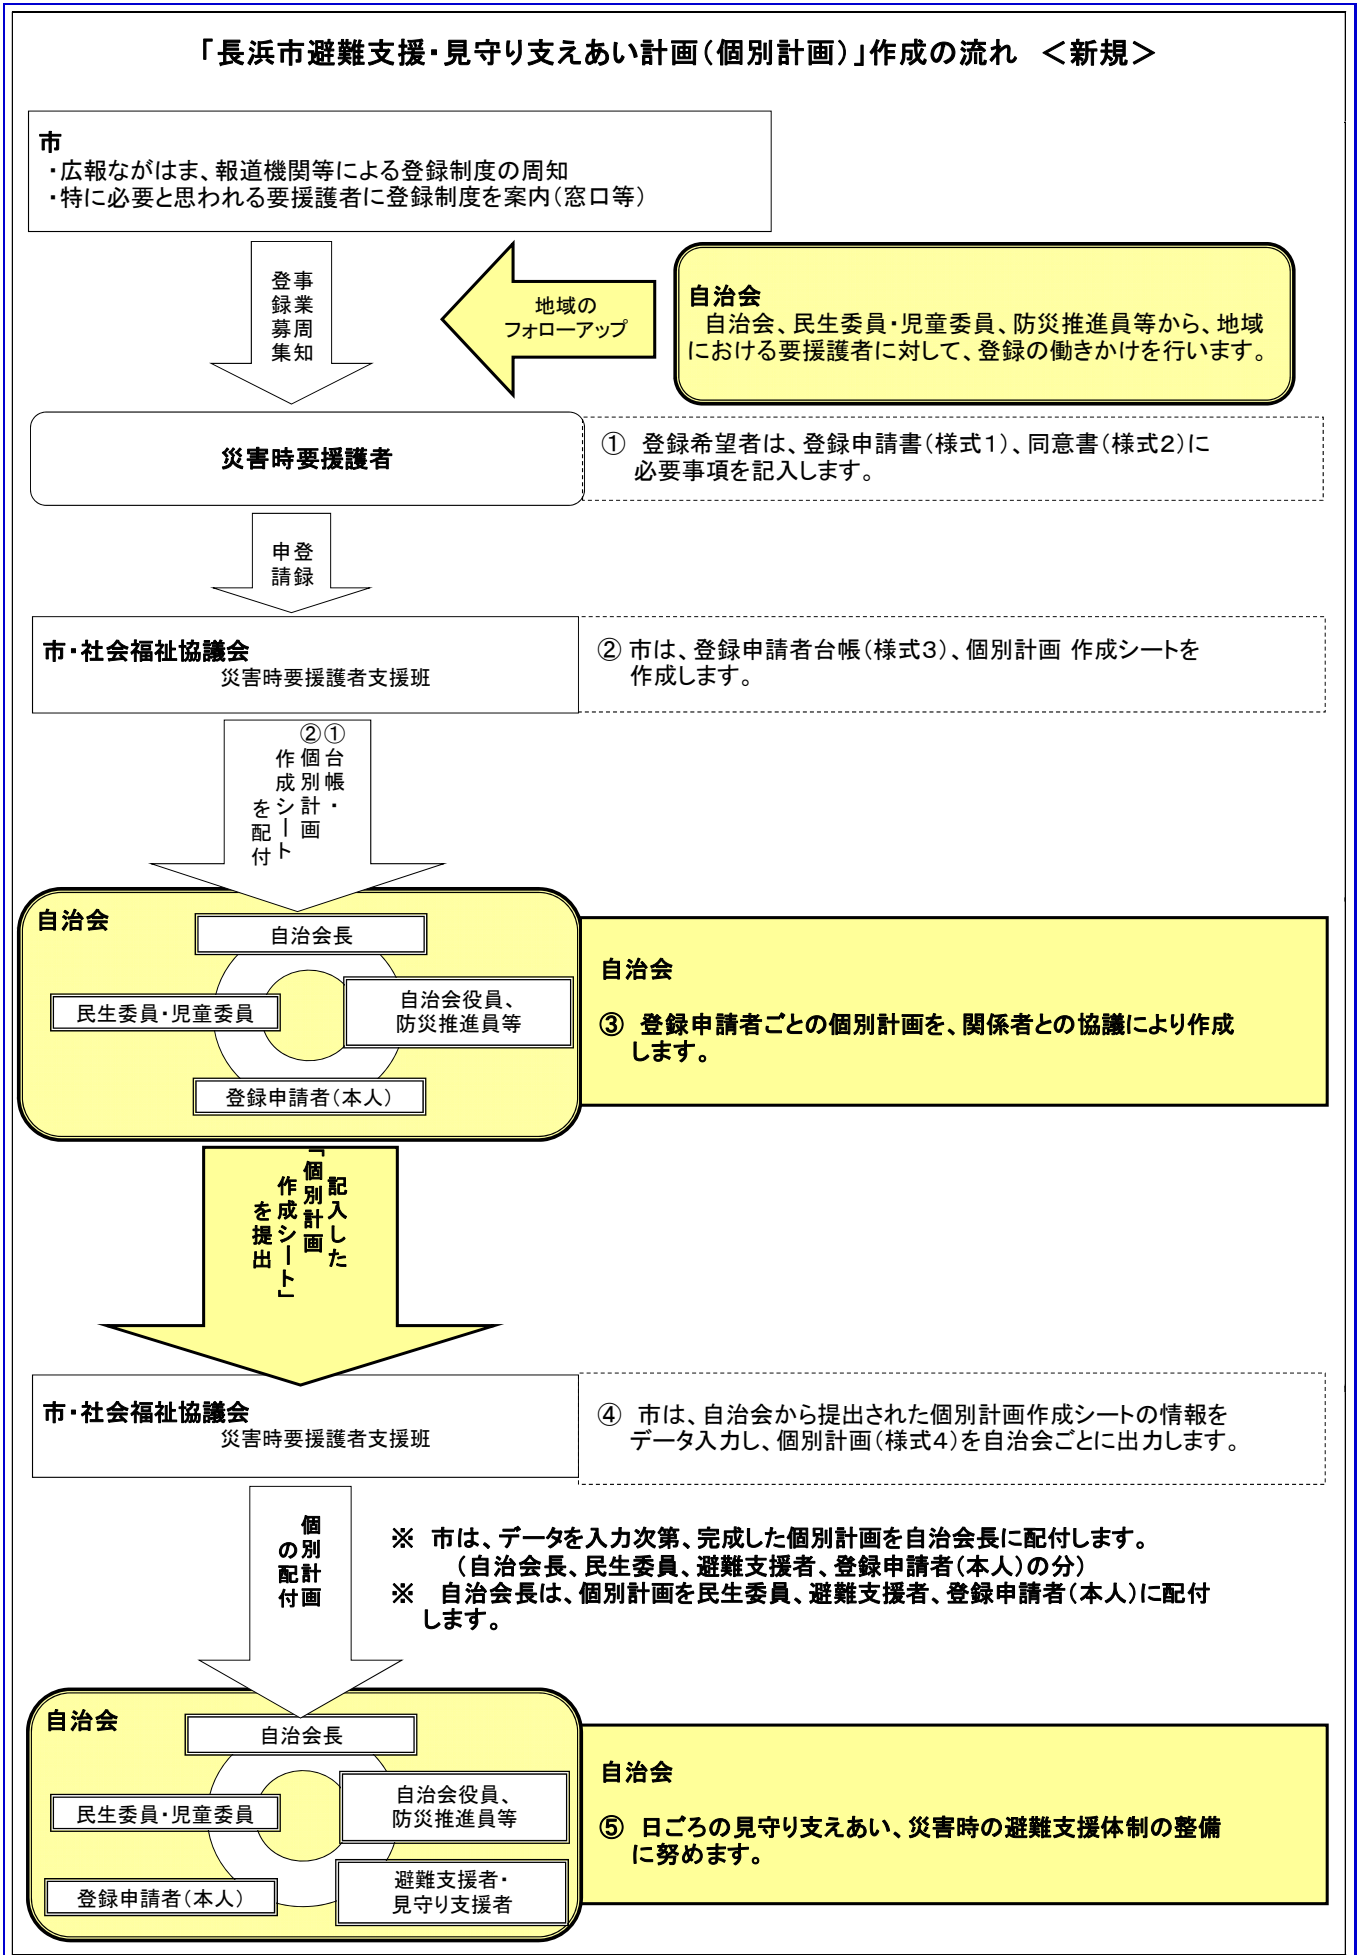 「長浜市避難支援・見守り支えあい計画（個別計画）」作成の流れ　＜新規＞
市
・広報ながはま、報道機関等による登録制度の周知
・特に必要と思われる要援護者に登録制度を案内（窓口等）
事業周知
登録募集
地域の
フォローアップ
自治会
自治会、民生委員・児童委員、防災推進員等から、地域
における要援護者に対して、登録の働きかけを行います。
災害時要援護者
①　登録希望者は、登録申請書（様式１）、同意書（様式２）に
必要事項を記入します。
登録
申請
市・社会福祉協議会
災害時要援護者支援班
② 市は、登録申請者台帳（様式３）、個別計画 作成シートを
作成します。
①台帳・
②個別計画
作成シート
を配付
自治会
自治会長
民生委員・児童委員
自治会役員、
防災推進員等
登録申請者（本人）
自治会
③　登録申請者ごとの個別計画を、関係者との協議により作成
します。
記入した
「個別計画
作成シート」
を提出
市・社会福祉協議会
災害時要援護者支援班
④　市は、自治会から提出された個別計画作成シートの情報を
データ入力し、個別計画（様式４）を自治会ごとに出力します。
個別計画
の配付
※　市は、データを入力次第、完成した個別計画を自治会長に配付します。
（自治会長、民生委員、避難支援者、登録申請者（本人）の分）
※　自治会長は、個別計画を民生委員、避難支援者、登録申請者（本人）に配付
します。
自治会
自治会長
民生委員・児童委員
自治会役員、
防災推進員等
登録申請者（本人）
避難支援者・
見守り支援者
自治会
⑤　日ごろの見守り支えあい、災害時の避難支援体制の整備
に努めます。